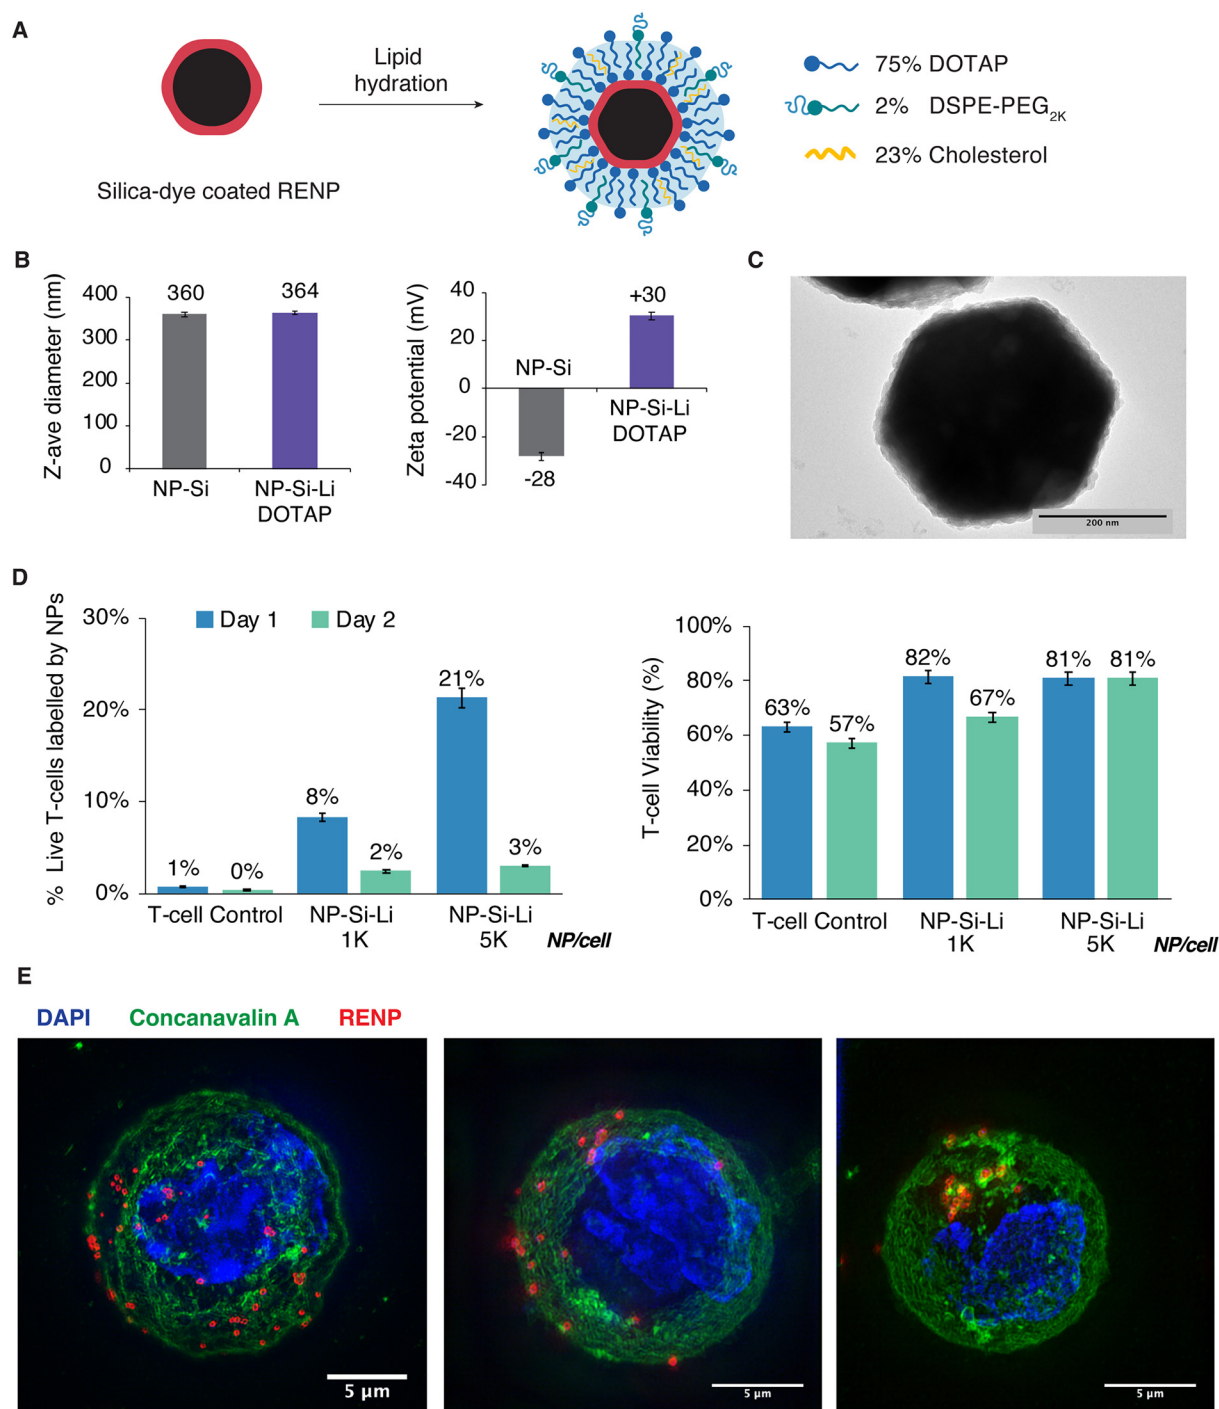 A
Lipid
hydration
Silica-dye coated RENP
75% DOTAP
2% DSPE-PEG2K
23% Cholesterol
B
Z-ave diameter (nm)
400
300
200
100
0
360
364
NP-Si
NP-Si-Li
DOTAP
Zeta potential (mV)
40
20
0
-20
-40
+30
NP-Si
NP-Si-Li
DOTAP
-28
C
200 nm
D
% Live T-cells labelled by NPs
30%
20%
10%
0%
Day 1
Day 2
1%
0%
8%
2%
21%
3%
T-cell Control
NP-Si-Li
1K
NP-Si-Li
5K
NP/cell
T-cell Viability (%)
100%
80%
60%
40%
20%
0%
63%
57%
82%
67%
81%
81%
T-cell Control
NP-Si-Li
1K
NP-Si-Li
5K
NP/cell
E
DAPI Concanavalin A RENP
5 µm
5 µm
5 µm